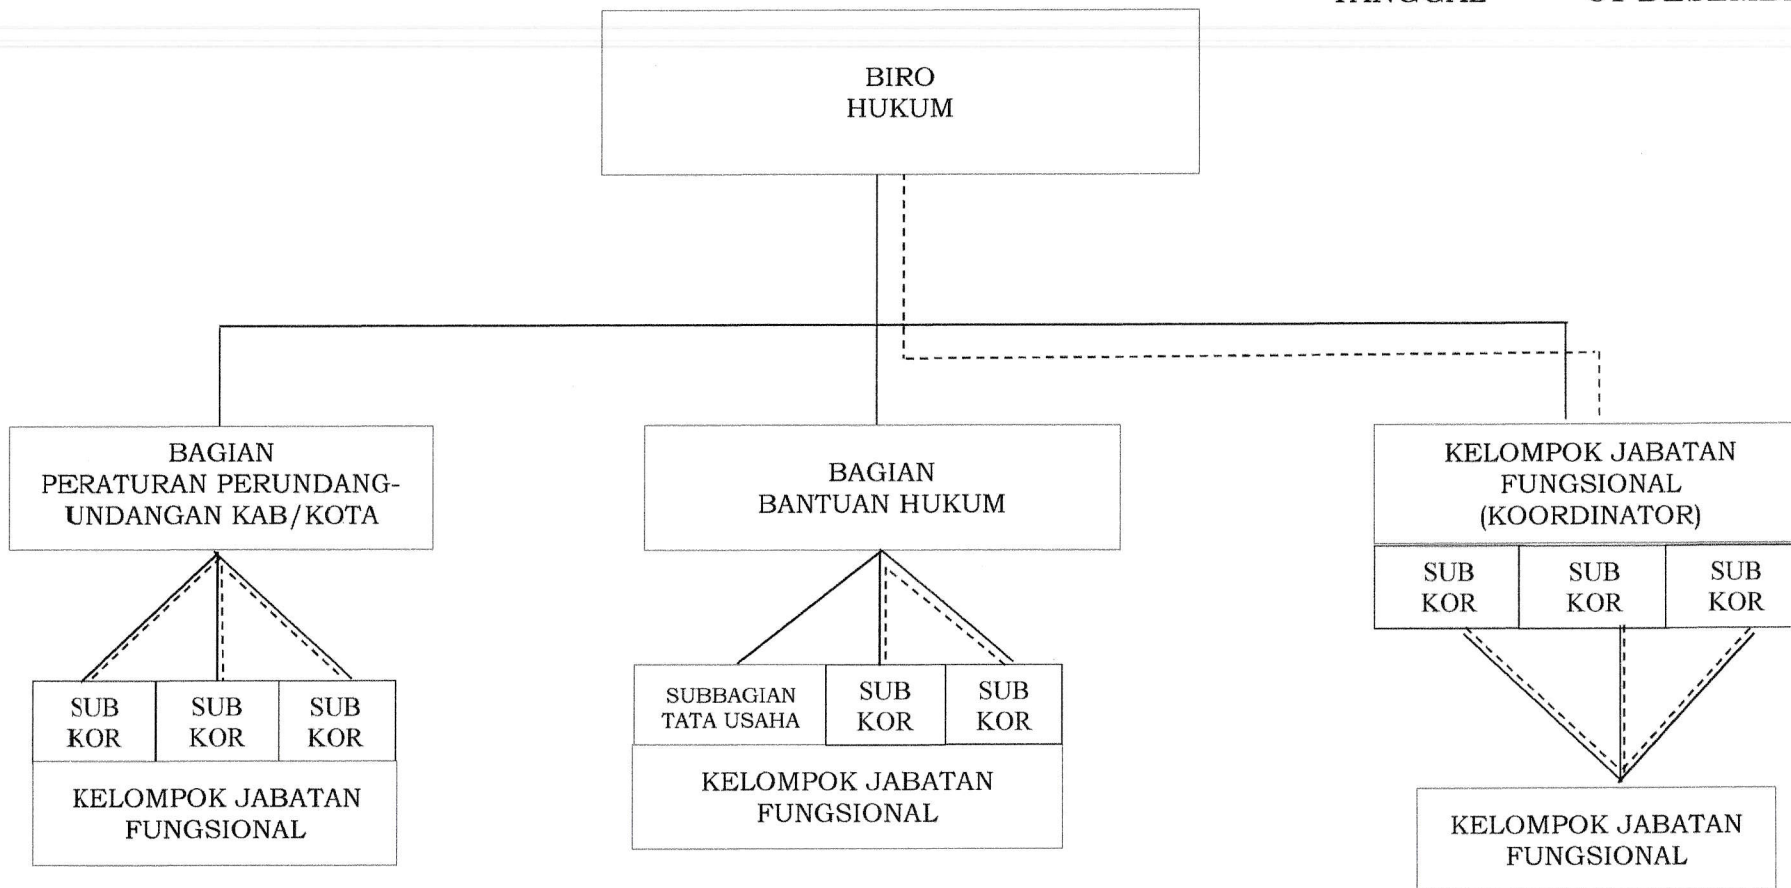 BIRO
HUKUM
BAGIAN
PERATURAN PERUNDANG-
UNDANGAN KAB/KOTA
BAGIAN
BANTUAN HUKUM
KELOMPOK JABATAN
FUNGSIONAL
(KOORDINATOR)
SUB
KOR
SUB
KOR
SUB
KOR
SUB
KOR
SUB
KOR
SUB
KOR
KELOMPOK JABATAN
FUNGSIONAL
SUBBAGIAN
TATA USAHA
SUB
KOR
SUB
KOR
KELOMPOK JABATAN
FUNGSIONAL
KELOMPOK JABATAN
FUNGSIONAL